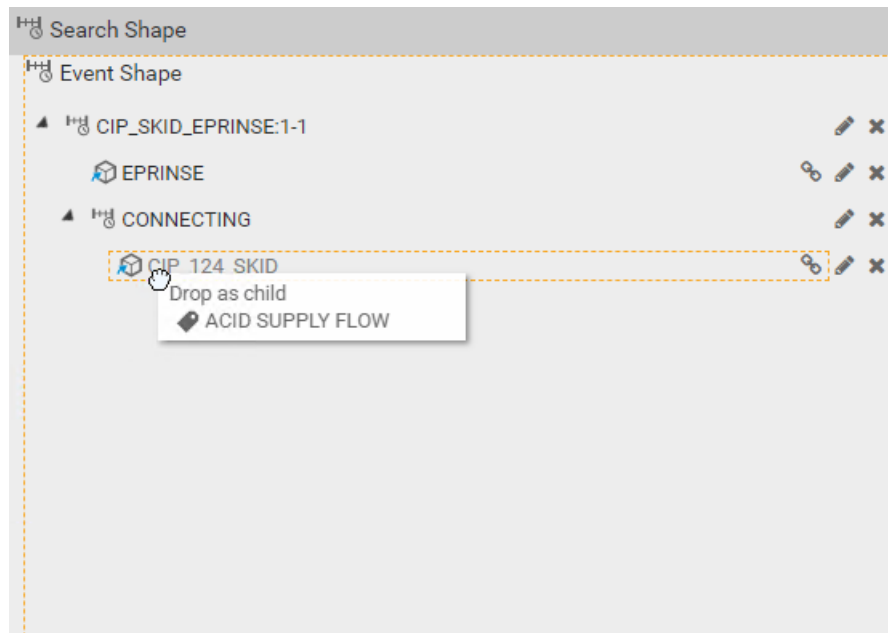 Search Shape
Event Shape
CIP_SKID_EPRINSE:1-1
EPRINSE
CONNECTING
CIP_124_SKID
Drop as child
ACID SUPPLY FLOW